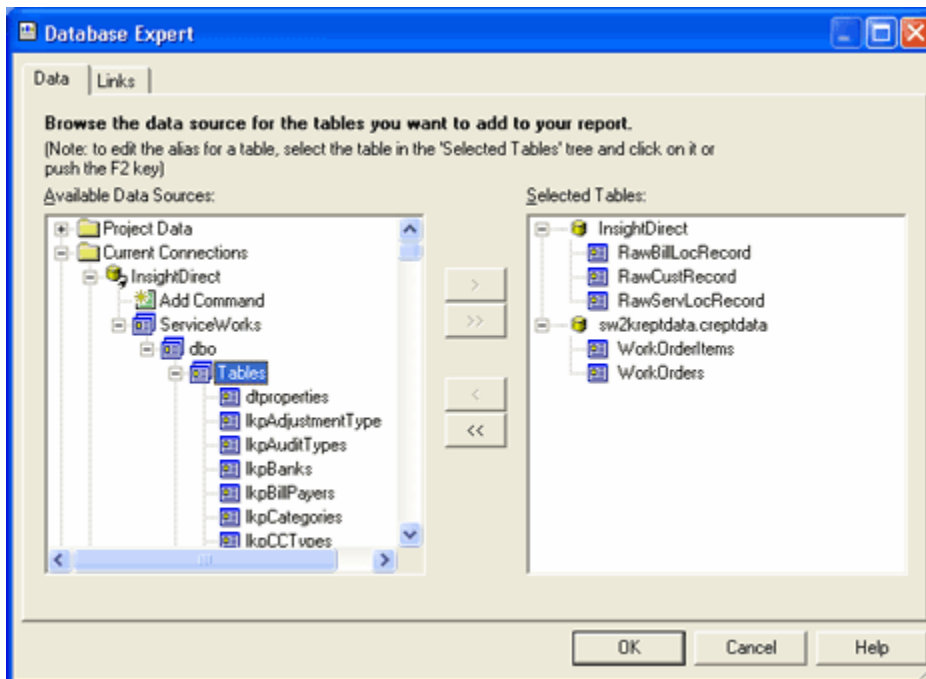 Database Expert
Data
Links
Browse the data source for the tables you want to add to your report.
(Note: to edit the alias for a table, select the table in the 'Selected Tables' tree and click on it or
push the F2 key)
Available Data Sources:
Project Data
Current Connections
InsightDirect
Add Command
ServiceWorks
dbo
Tables
dtproperties
lkpAdjustmentType
lkpAuditTypes
lkpBanks
lkpBillPayers
lkpCategories
lkpCCTypes
>
>>
<
<<
Selected Tables:
InsightDirect
RawBillLocRecord
RawCustRecord
RawServLocRecord
sw2kreptdata.creptdata
WorkOrderItems
WorkOrders
OK
Cancel
Help